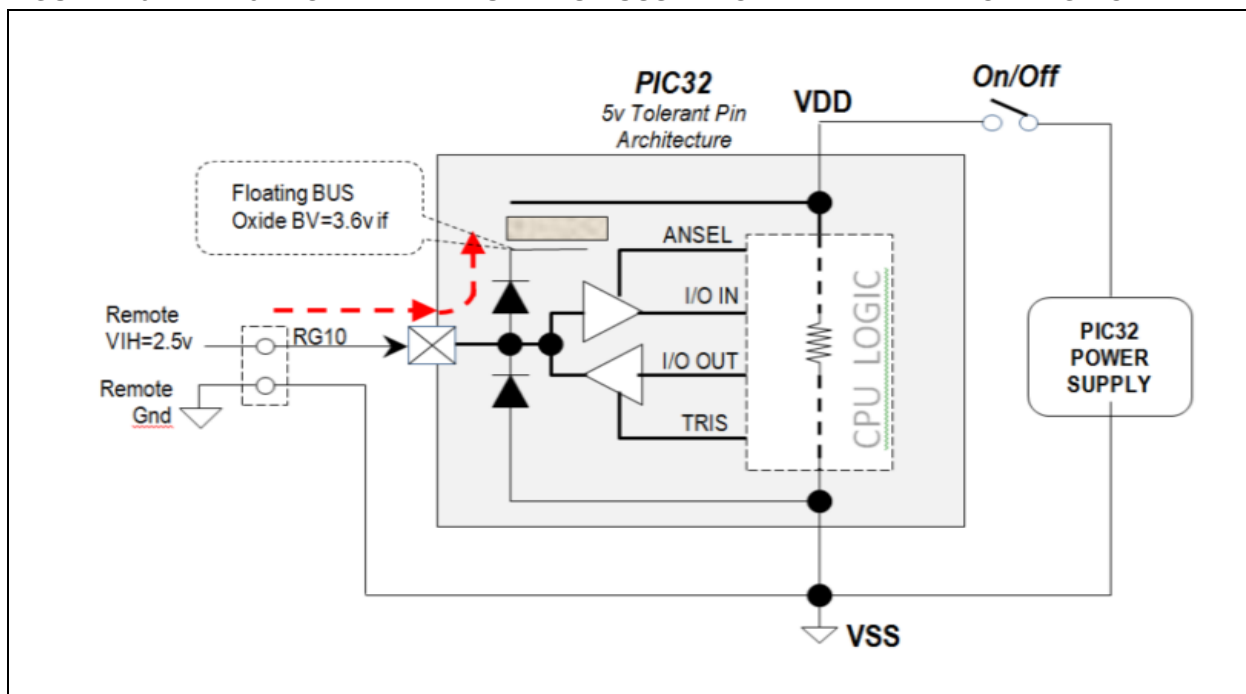 PIC32
5v Tolerant Pin
Architecture
VDD
On/Off
Floating BUS
Oxide BV=3.6v if
ANSEL
I/O IN
I/O OUT
TRIS
CPU LOGIC
Remote
VIH=2.5v
RG10
Remote
Gnd
PIC32
POWER
SUPPLY
VSS